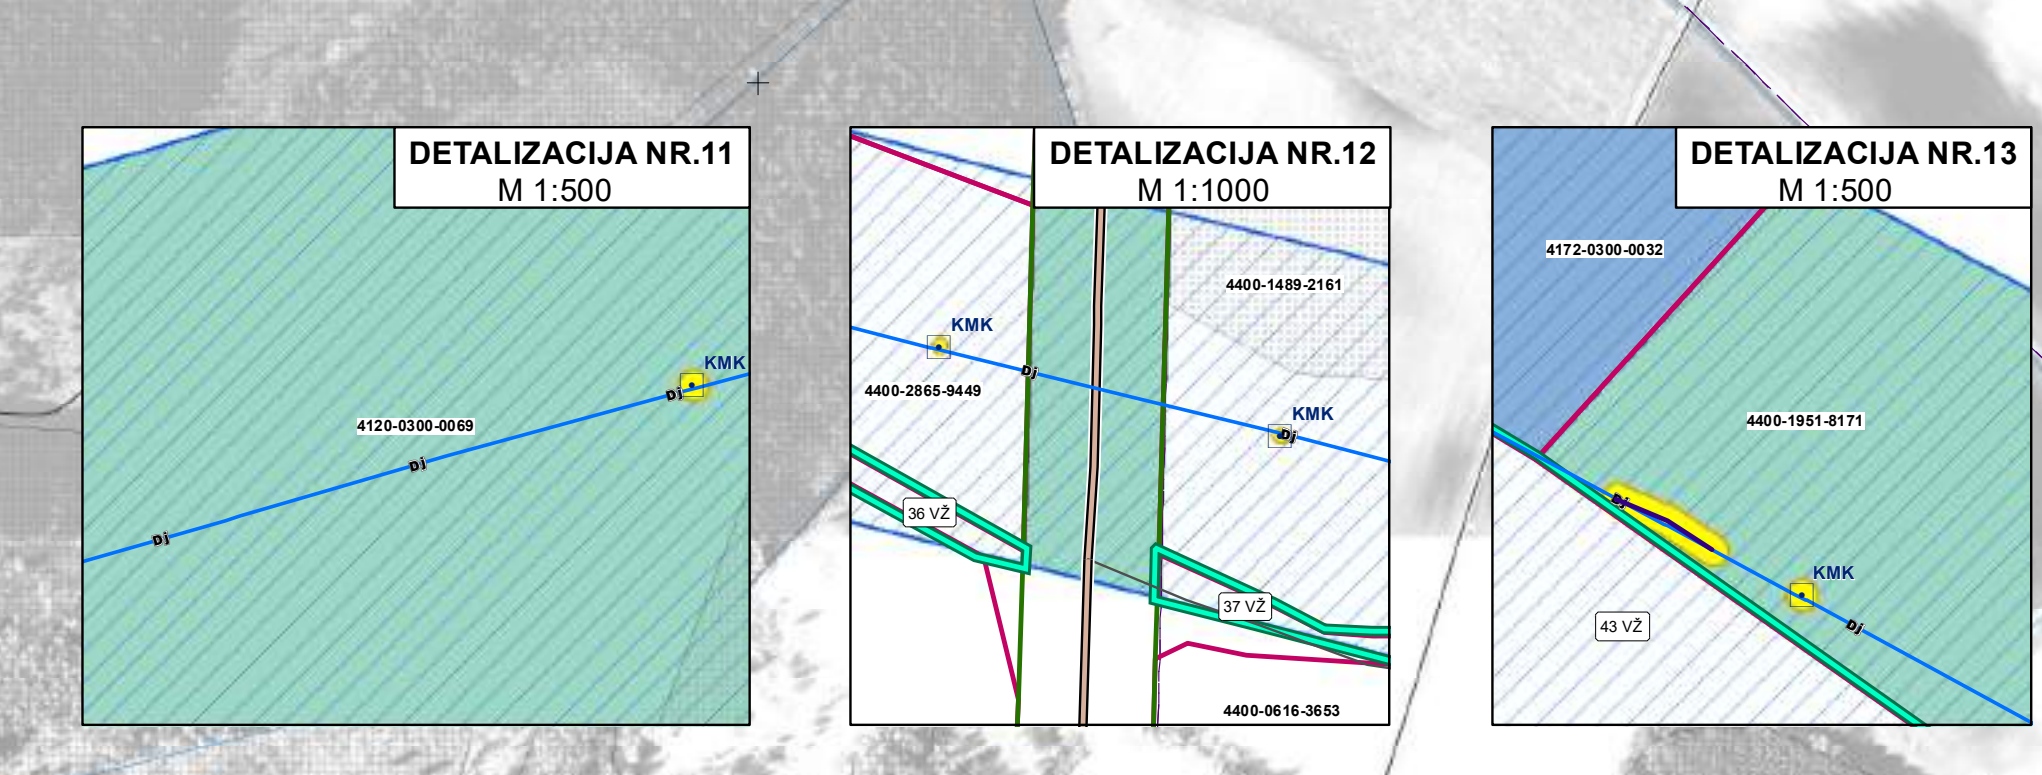 DETALIZACIJA NR.11
M 1:500
KMK
Dj
4120-0300-0069
Dj
Dj
DETALIZACIJA NR.12
M 1:1000
4400-1489-2161
KMK
Dj
4400-2865-9449
KMK
Dj
36 VŽ
37 VŽ
4400-0616-3653
DETALIZACIJA NR.13
M 1:500
4172-0300-0032
4400-1951-8171
Dj
KMK
43 VŽ
Dj